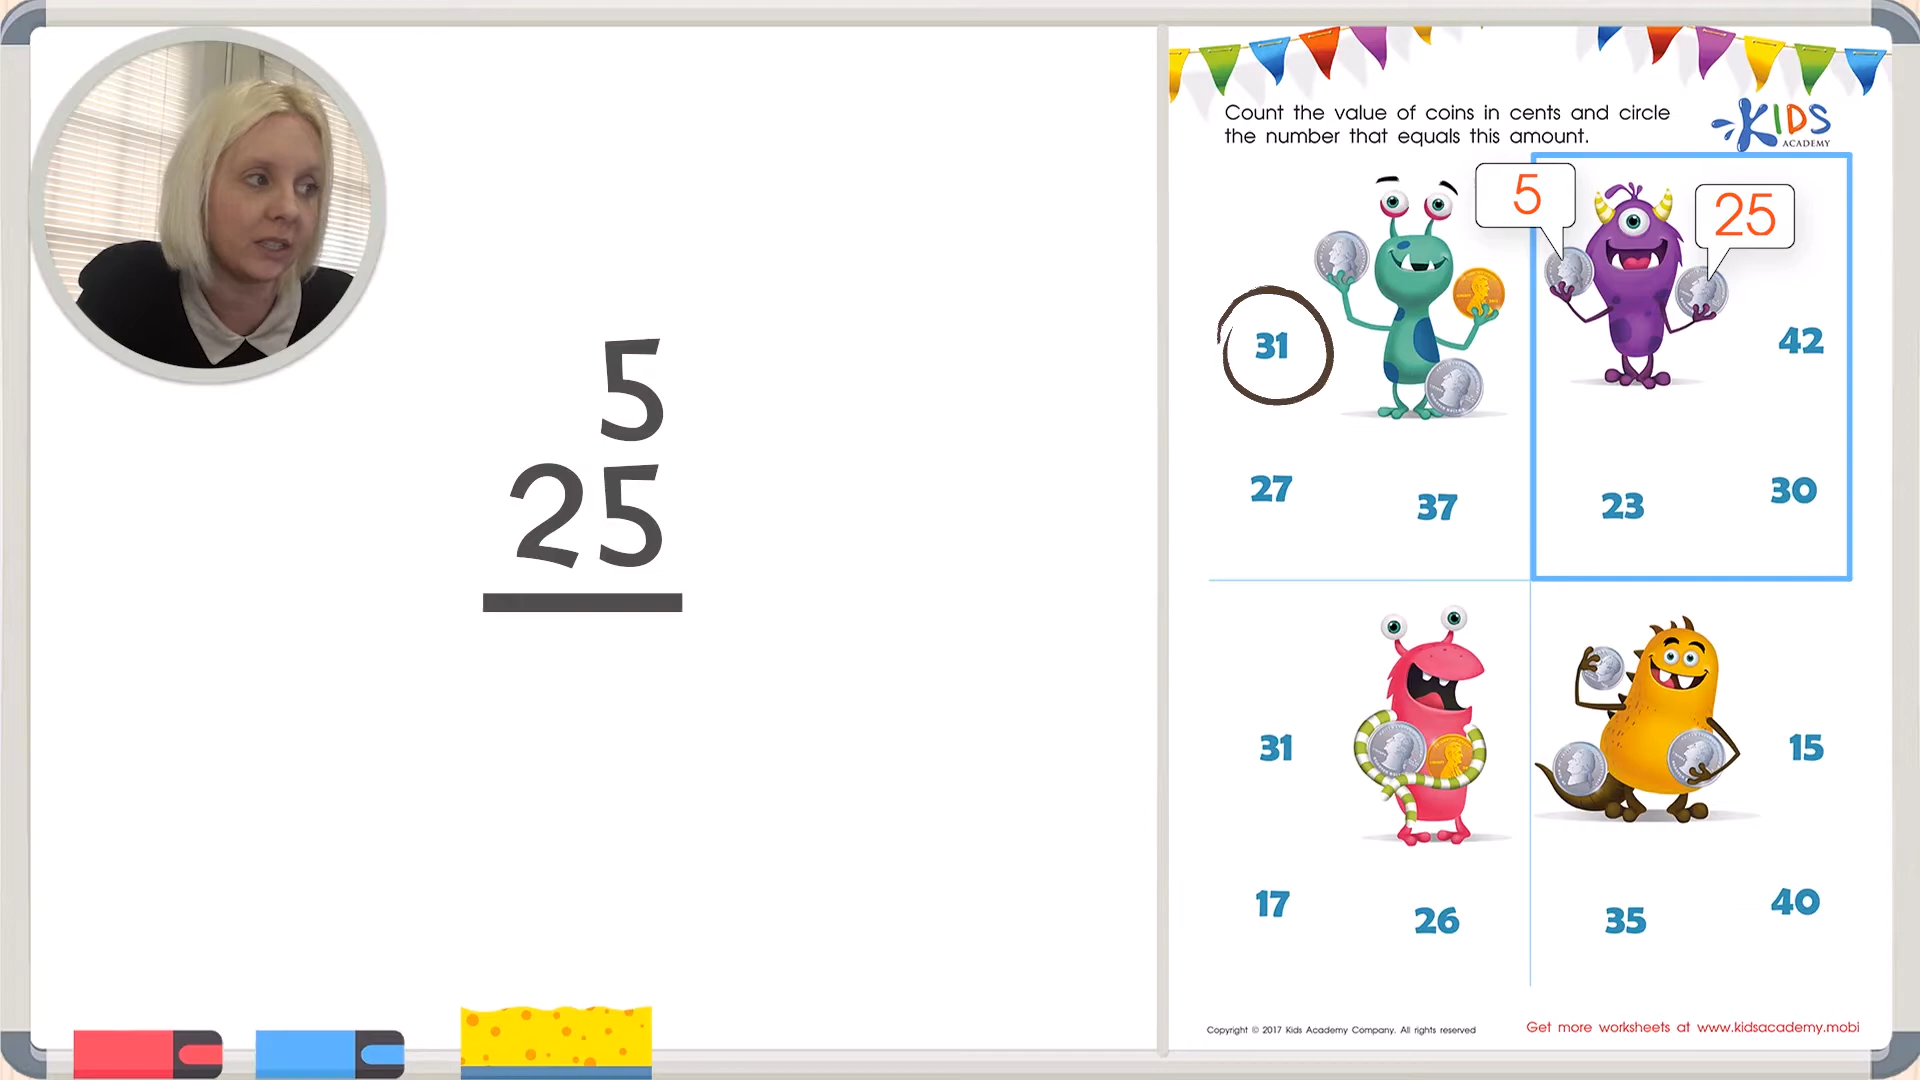 5
25
Count the value of coins in cents and circle
the number that equals this amount.
KIDS
ACADEMY
5
25
31
42
27
37
23
30
31
15
17
26
35
40
Copyright © 2017 Kids Academy Company. All rights reserved
Get more worksheets at www.kidsacademy.mobi